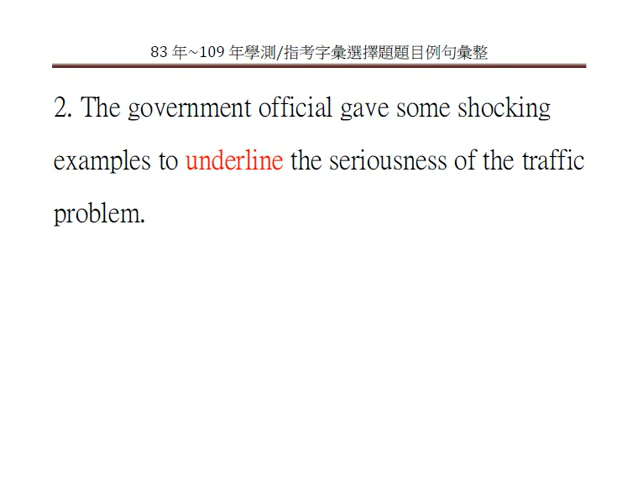 83 年~109 年學測/指考字彙選擇題題目例句彙整
2. The government official gave some shocking
examples to underline the seriousness of the traffic
problem.